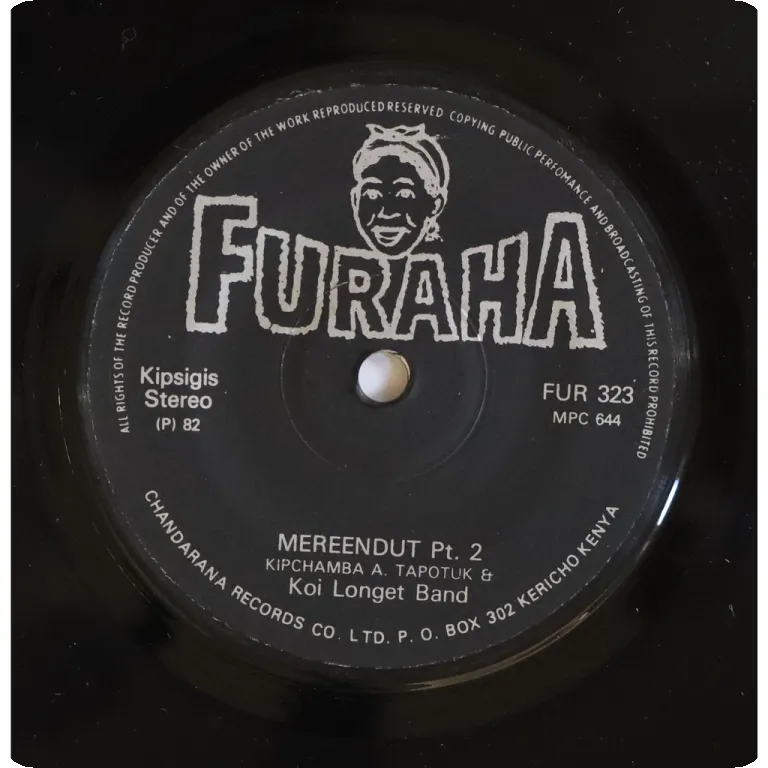 ALL RIGHTS OF THE RECORD PRODUCER AND OF THE OWNER OF THE WORK REPRODUCED RESERVED COPYING PUBLIC PERFOMANCE AND BROADCASTING OF THIS RECORD PROHIBITED
FURAHA
Kipsigis
Stereo
(P) 82
FUR 323
MPC 644
MEREENDUT Pt. 2
KIPCHAMBA A. TAPOTUK &
Koi Longet Band
CHANDARANA RECORDS CO. LTD. P. O. BOX 302 KERICHO KENYA